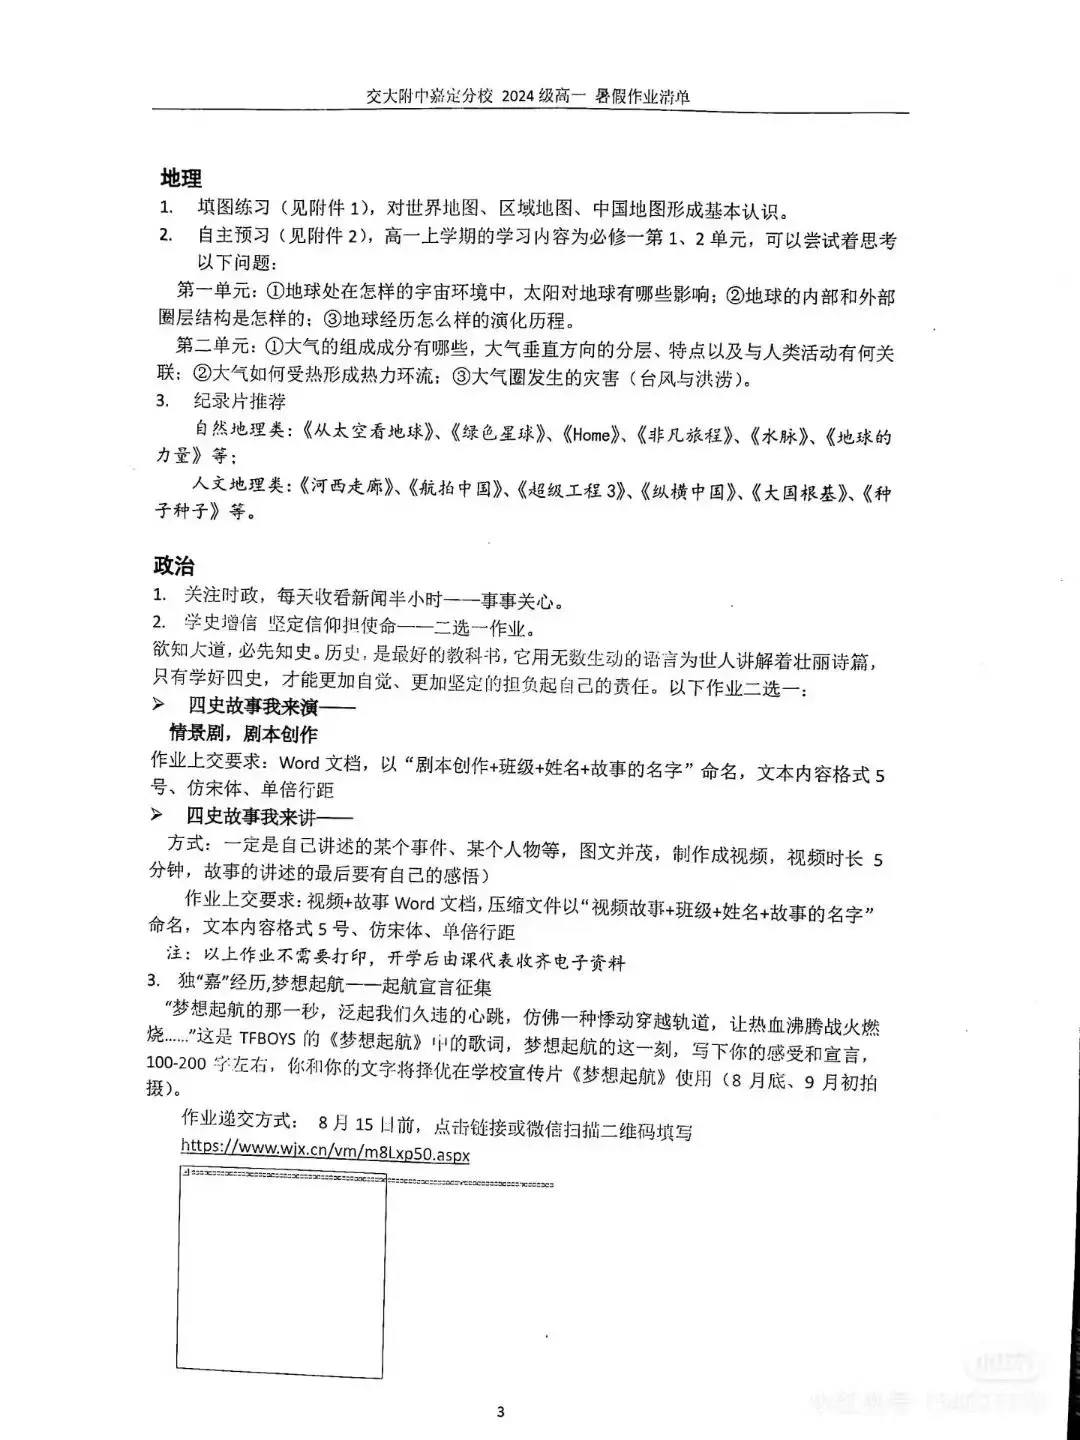 交大附中嘉定分校 2024 级高一 暑假作业清单
地理
1. 填图练习（见附件 1），对世界地图、区域地图、中国地图形成基本认识。
2. 自主预习（见附件 2），高一上学期的学习内容为必修一第 1、2 单元，可以尝试着思考
以下问题：
第一单元：①地球处在怎样的宇宙环境中，太阳对地球有哪些影响；②地球的内部和外部
圈层结构是怎样的；③地球经历怎么样的演化历程。
第二单元：①大气的组成成分有哪些，大气垂直方向的分层、特点以及与人类活动有何关
联；②大气如何受热形成热力环流；③大气圈发生的灾害（台风与洪涝）。
3. 纪录片推荐
自然地理类：《从太空看地球》、《绿色星球》、《Home》、《非凡旅程》、《水脉》、《地球的
力量》等；
人文地理类：《河西走廊》、《航拍中国》、《超级工程 3》、《纵横中国》、《大国根基》、《种
子种子》等。
政治
1. 关注时政，每天收看新闻半小时——事事关心。
2. 学史增信 坚定信仰担使命——二选一作业。
欲知大道，必先知史。历史，是最好的教科书，它用无数生动的语言为世人讲解着壮丽诗篇，
只有学好四史，才能更加自觉、更加坚定的担负起自己的责任。以下作业二选一：
➢ 四史故事我来演——
情景剧，剧本创作
作业上交要求：Word 文档，以“剧本创作+班级+姓名+故事的名字”命名，文本内容格式 5
号、仿宋体、单倍行距
➢ 四史故事我来讲——
方式：一定是自己讲述的某个事件、某个人物等，图文并茂，制作成视频，视频时长 5
分钟，故事的讲述的最后要有自己的感悟）
作业上交要求：视频+故事 Word 文档，压缩文件以“视频故事+班级+姓名+故事的名字”
命名，文本内容格式 5 号、仿宋体、单倍行距
注：以上作业不需要打印，开学后由课代表收齐电子资料
3. 独“嘉”经历,梦想起航——起航宣言征集
“梦想起航的那一秒，泛起我们久违的心跳，仿佛一种悸动穿越轨道，让热血沸腾战火燃
烧……”这是 TFBOYS 的《梦想起航》中的歌词，梦想起航的这一刻，写下你的感受和宣言，
100-200 字左右，你和你的文字将择优在学校宣传片《梦想起航》使用（8 月底、9 月初拍
摄）。
作业递交方式： 8 月 15 日前，点击链接或微信扫描二维码填写
https://www.wjx.cn/vm/m8Lxp50.aspx
3